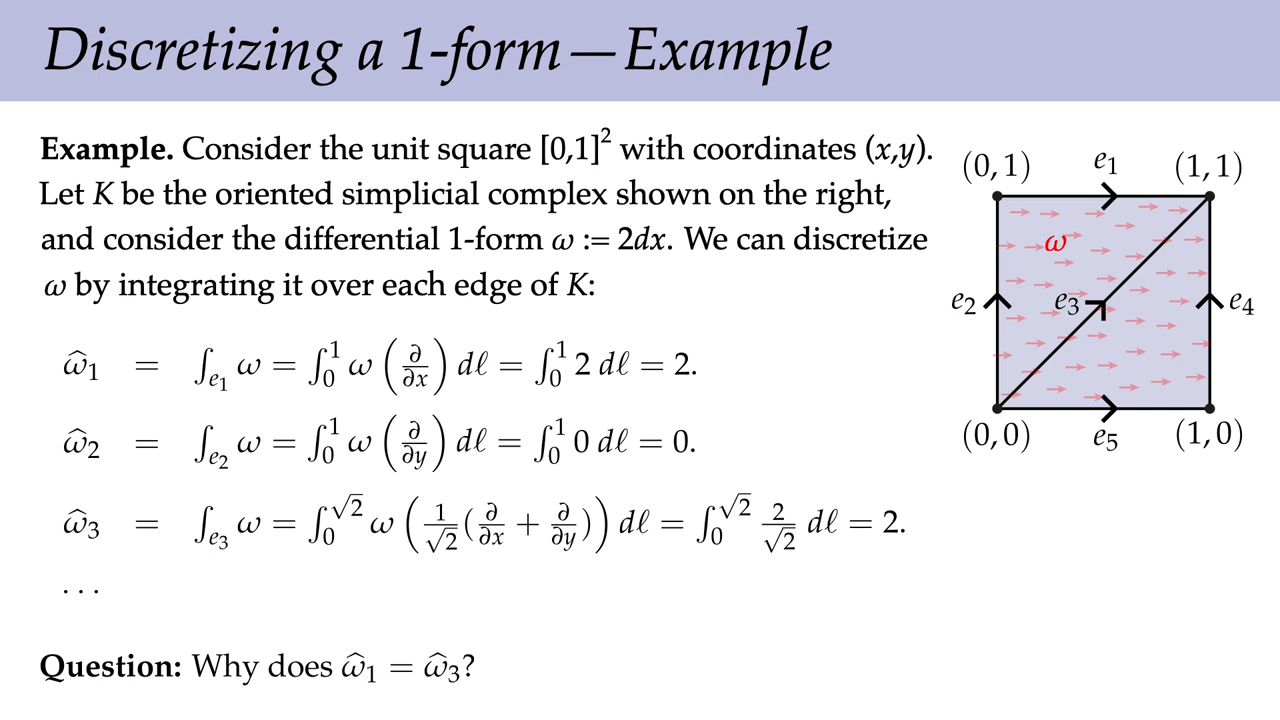 Discretizing a 1-form—Example
Example. Consider the unit square [0,1]² with coordinates (x,y).
Let K be the oriented simplicial complex shown on the right,
and consider the differential 1-form ω := 2dx. We can discretize
ω by integrating it over each edge of K:
ω̂₁ = ∫_{e₁} ω = ∫₀¹ ω (∂/∂x) dℓ = ∫₀¹ 2 dℓ = 2.
ω̂₂ = ∫_{e₂} ω = ∫₀¹ ω (∂/∂y) dℓ = ∫₀¹ 0 dℓ = 0.
ω̂₃ = ∫_{e₃} ω = ∫₀^{√2} ω (1/√2 (∂/∂x + ∂/∂y)) dℓ = ∫₀^{√2} 2/√2 dℓ = 2.
...
Question: Why does ω̂₁ = ω̂₃?
(0,1) e₁ (1,1)
ω
e₂ e₃ e₄
(0,0) e₅ (1,0)